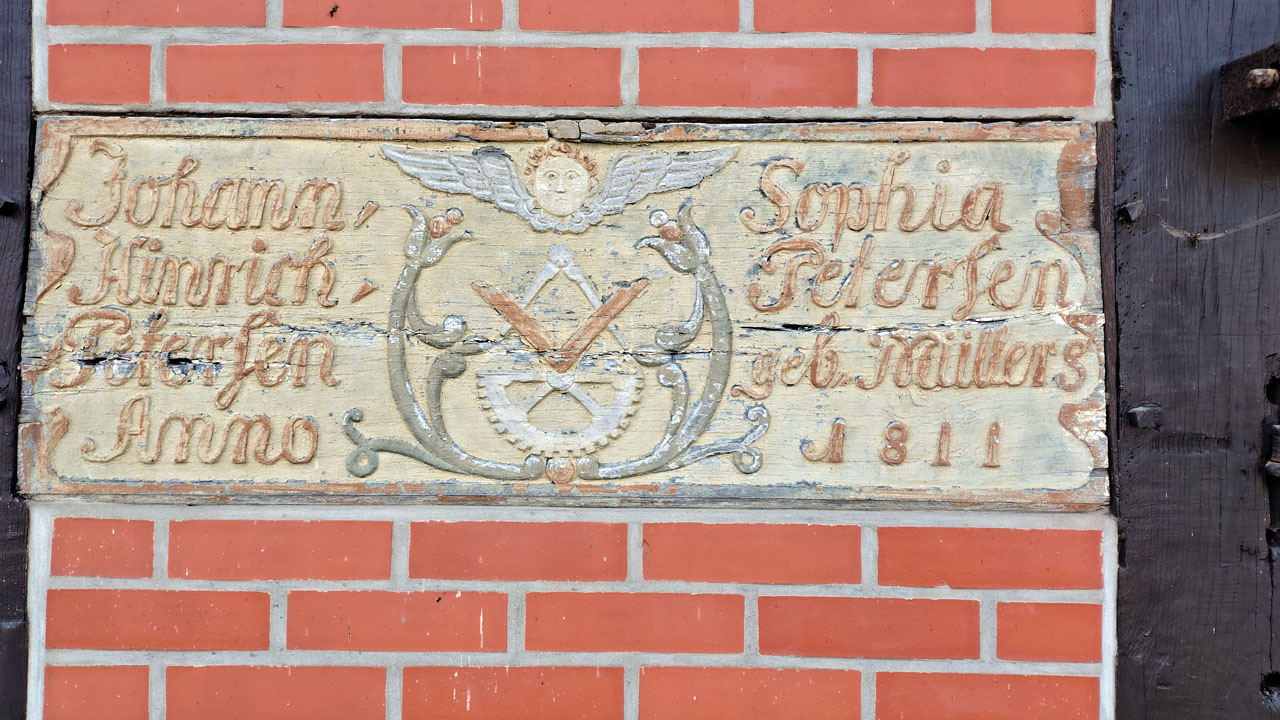 Johann,
Hinrich,
Peterſen
Anno
Sophia
Peterſen
geb. Müllers
1811